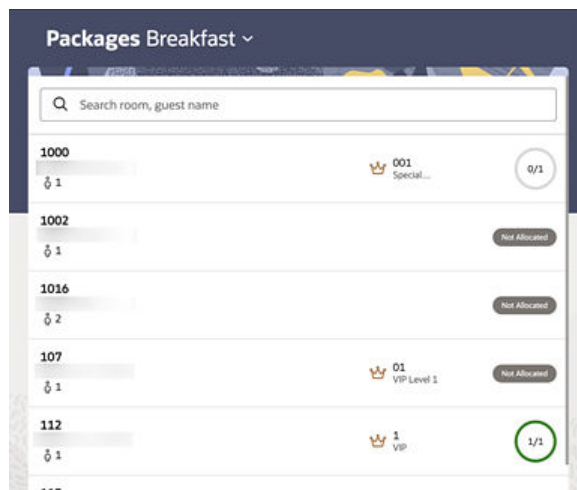 Packages Breakfast
Search room, guest name
1000
1
001
Special....
0/1
1002
1
Not Allocated
1016
2
Not Allocated
107
1
01
VIP Level 1
Not Allocated
112
1
1
VIP
1/1